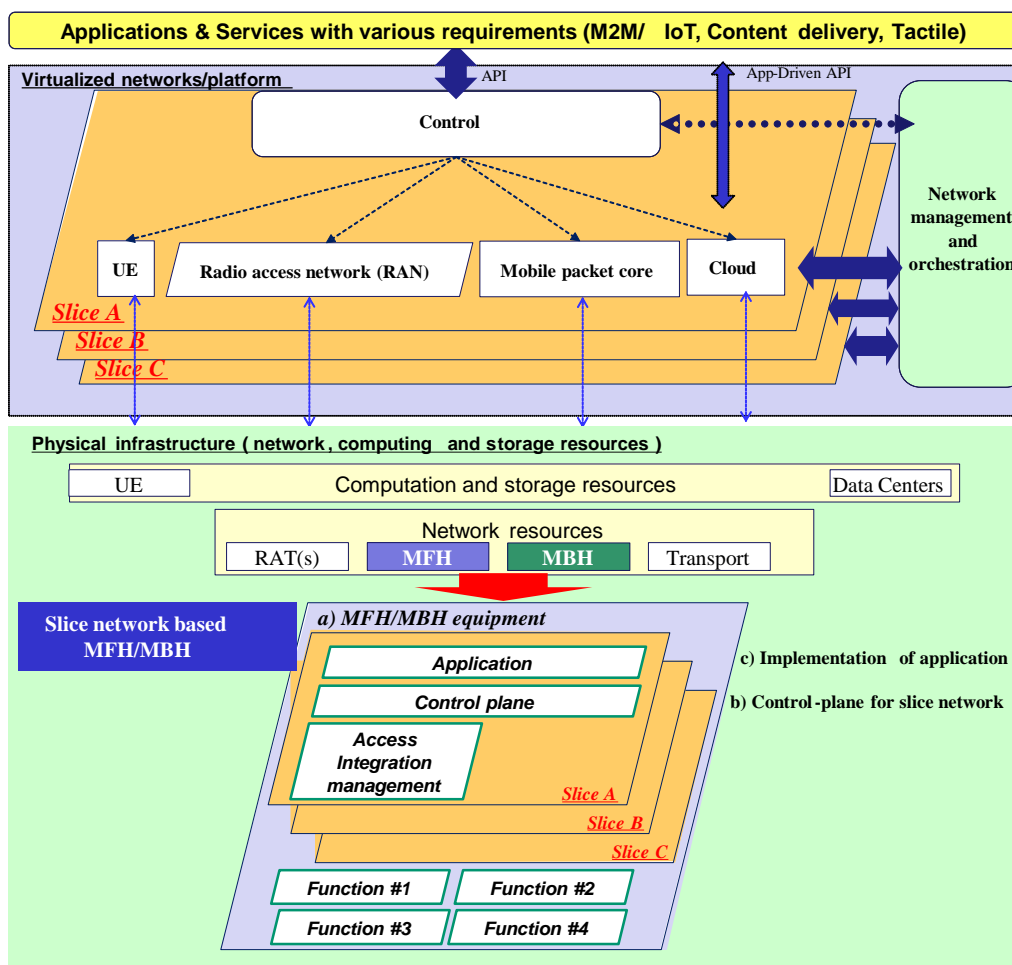 Applications & Services with various requirements (M2M/ IoT, Content delivery, Tactile)
API
App-Driven API
Virtualized networks/platform
Control
Network
management
and
orchestration
UE
Radio access network (RAN)
Mobile packet core
Cloud
Slice A
Slice B
Slice C
Physical infrastructure ( network, computing and storage resources )
UE
Computation and storage resources
Data Centers
Network resources
RAT(s)
MFH
MBH
Transport
Slice network based
MFH/MBH
a) MFH/MBH equipment
Application
Control plane
Access
Integration
management
Slice A
Slice B
Slice C
c) Implementation of application
b) Control-plane for slice network
Function #1
Function #2
Function #3
Function #4